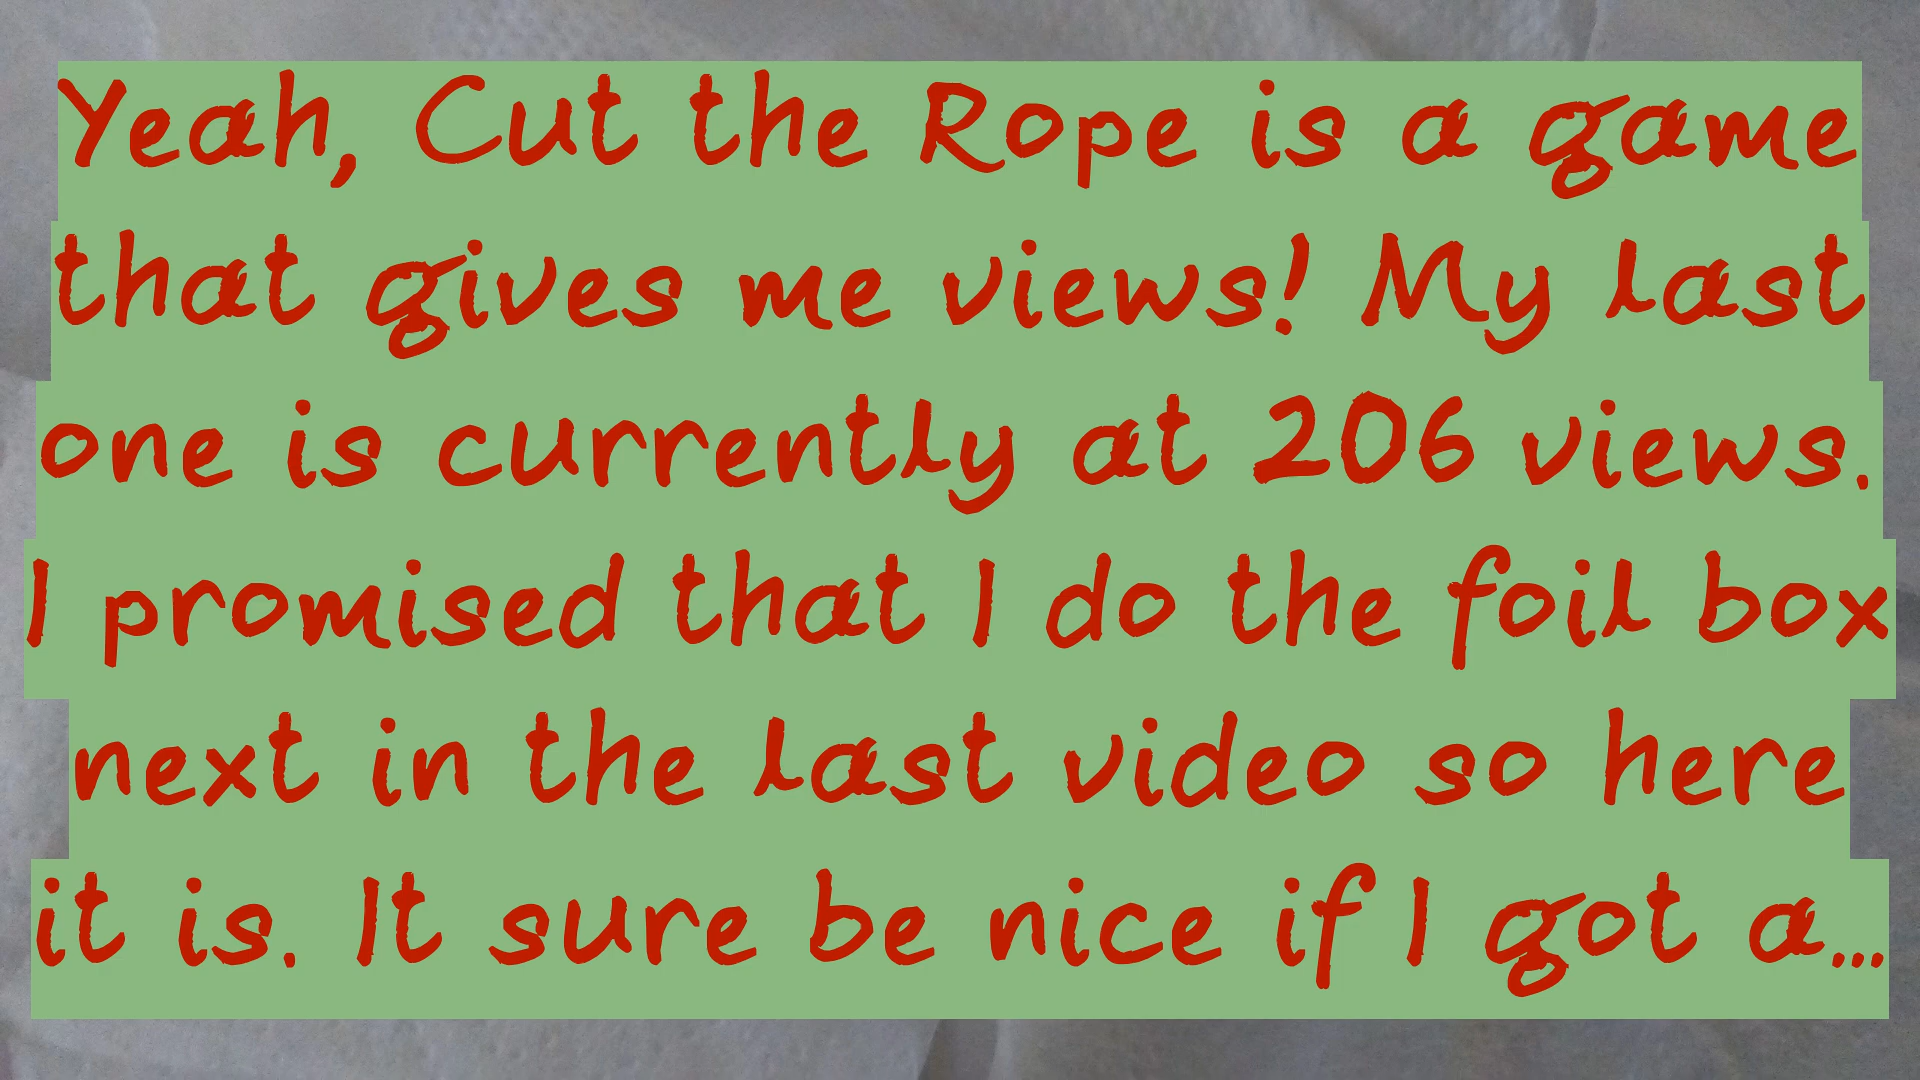 Yeah, Cut the Rope is a game
that gives me views! My last
one is currently at 206 views.
I promised that I do the foil box
next in the last video so here
it is. It sure be nice if I got a...